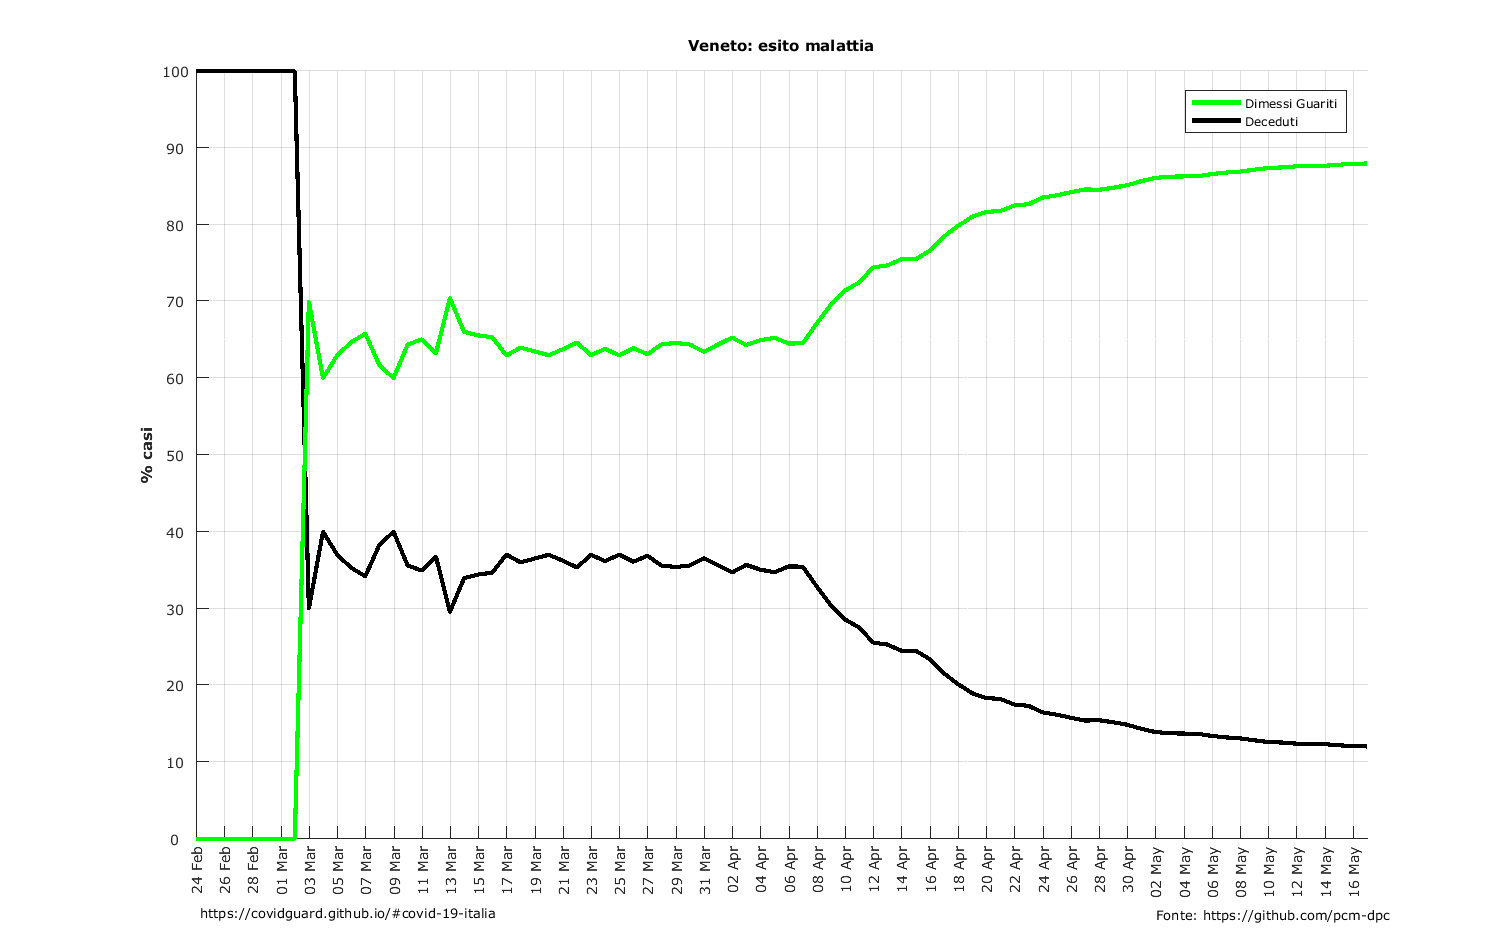 Veneto: esito malattia
Dimessi Guariti
Deceduti
% casi
100
90
80
70
60
50
40
30
20
10
0
24 Feb
26 Feb
28 Feb
01 Mar
03 Mar
05 Mar
07 Mar
09 Mar
11 Mar
13 Mar
15 Mar
17 Mar
19 Mar
21 Mar
23 Mar
25 Mar
27 Mar
29 Mar
31 Mar
02 Apr
04 Apr
06 Apr
08 Apr
10 Apr
12 Apr
14 Apr
16 Apr
18 Apr
20 Apr
22 Apr
24 Apr
26 Apr
28 Apr
30 Apr
02 May
04 May
06 May
08 May
10 May
12 May
14 May
16 May
https://covidguard.github.io/#covid-19-italia
Fonte: https://github.com/pcm-dpc